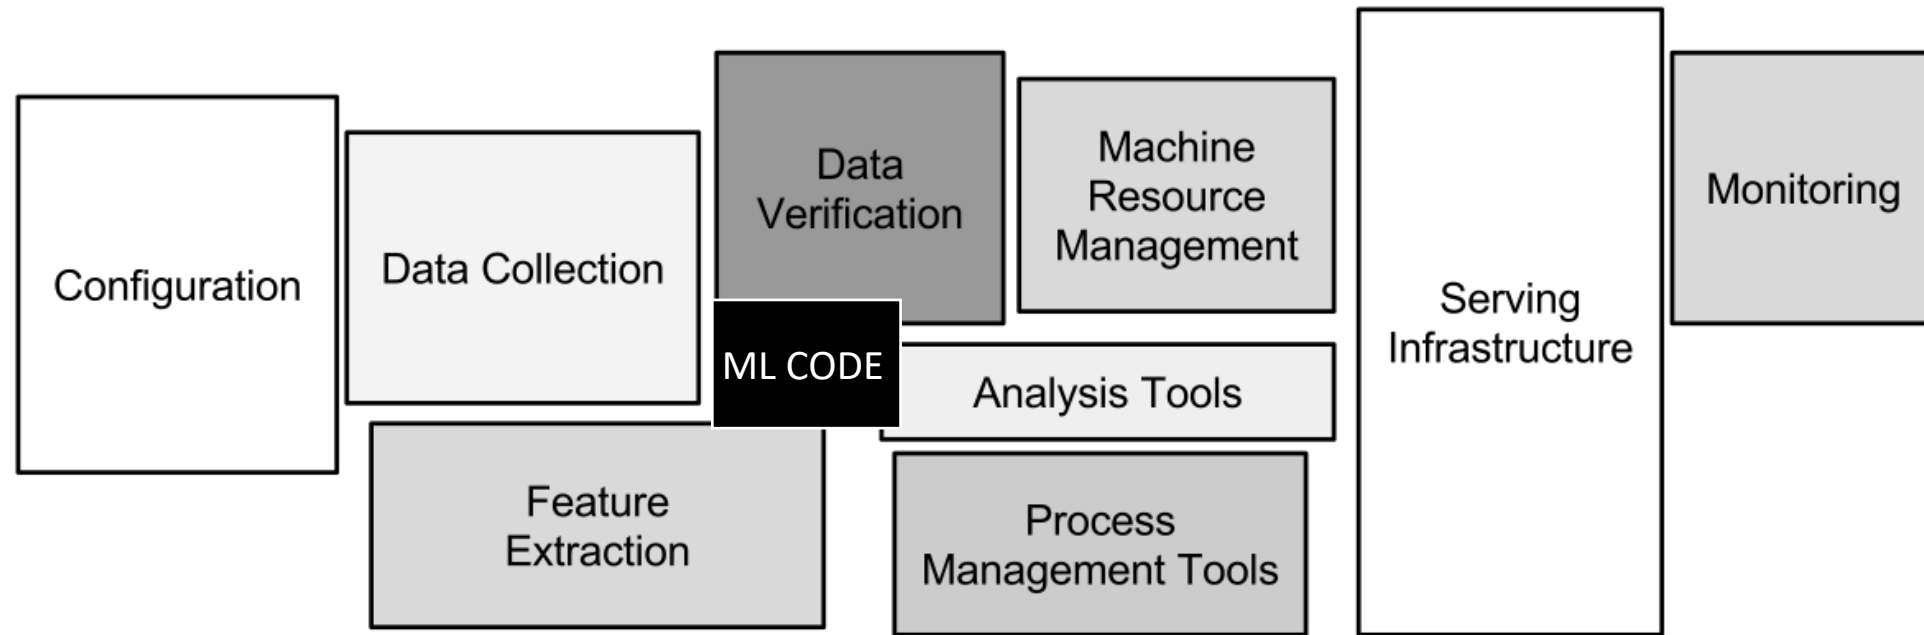 Configuration
Data Collection
Feature
Extraction
Data
Verification
ML CODE
Machine
Resource
Management
Analysis Tools
Process
Management Tools
Serving
Infrastructure
Monitoring